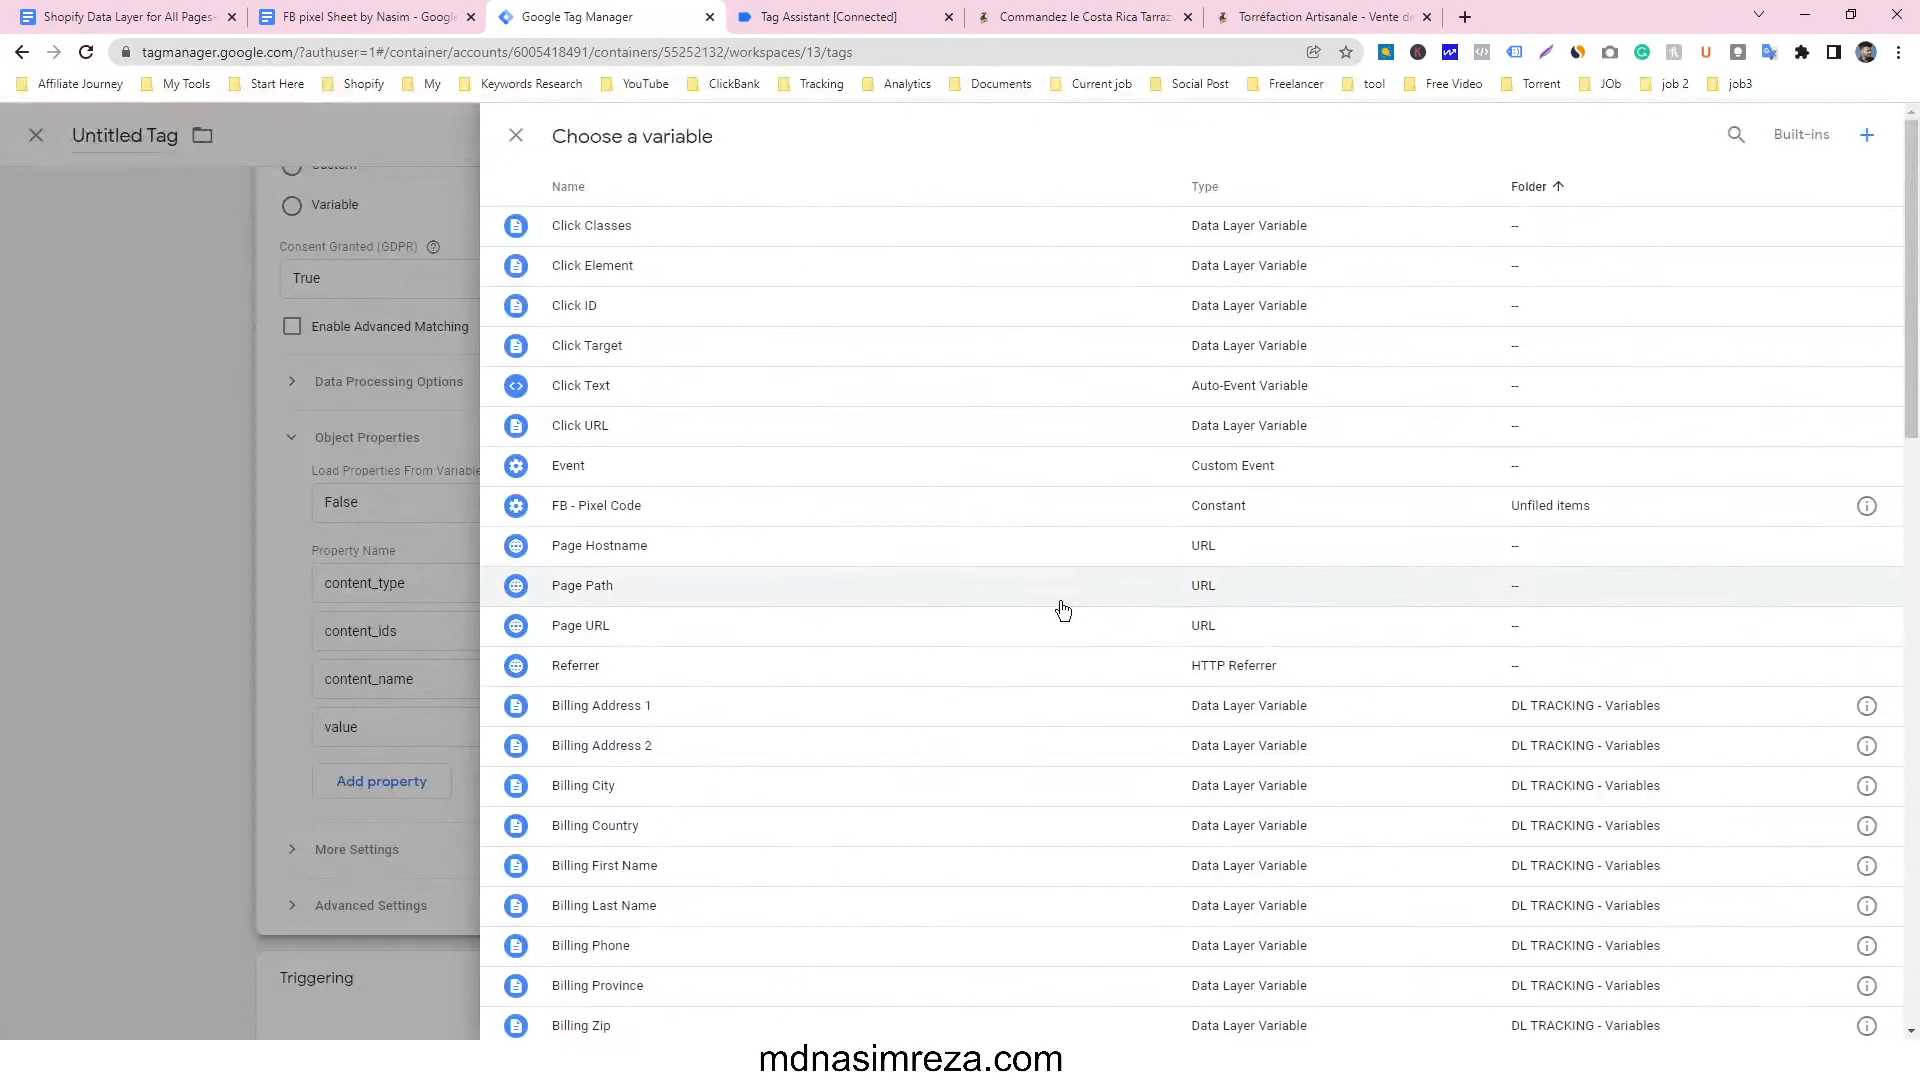 Shopify Data Layer for All Pages-
FB pixel Sheet by Nasim - Google
Google Tag Manager
Tag Assistant [Connected]
Commandez le Costa Rica Tarraz
Torréfaction Artisanale - Vente de
tagmanager.google.com/?authuser=1#/container/accounts/6005418491/containers/55252132/workspaces/13/tags
Affiliate Journey
My Tools
Start Here
Shopify
My
Keywords Research
YouTube
ClickBank
Tracking
Analytics
Documents
Current job
Social Post
Freelancer
tool
Free Video
Torrent
JOb
job 2
job3
Untitled Tag
Choose a variable
Built-ins
Name Type Folder
Click Classes Data Layer Variable --
Click Element Data Layer Variable --
Click ID Data Layer Variable --
Click Target Data Layer Variable --
Click Text Auto-Event Variable --
Click URL Data Layer Variable --
Event Custom Event --
FB - Pixel Code Constant Unfiled items
Page Hostname URL --
Page Path URL --
Page URL URL --
Referrer HTTP Referrer --
Billing Address 1 Data Layer Variable DL TRACKING - Variables
Billing Address 2 Data Layer Variable DL TRACKING - Variables
Billing City Data Layer Variable DL TRACKING - Variables
Billing Country Data Layer Variable DL TRACKING - Variables
Billing First Name Data Layer Variable DL TRACKING - Variables
Billing Last Name Data Layer Variable DL TRACKING - Variables
Billing Phone Data Layer Variable DL TRACKING - Variables
Billing Province Data Layer Variable DL TRACKING - Variables
Billing Zip Data Layer Variable DL TRACKING - Variables
Custom
Variable
Consent Granted (GDPR)
True
Enable Advanced Matching
Data Processing Options
Object Properties
Load Properties From Variable
False
Property Name
content_type
content_ids
content_name
value
Add property
More Settings
Advanced Settings
Triggering
mdnasimreza.com